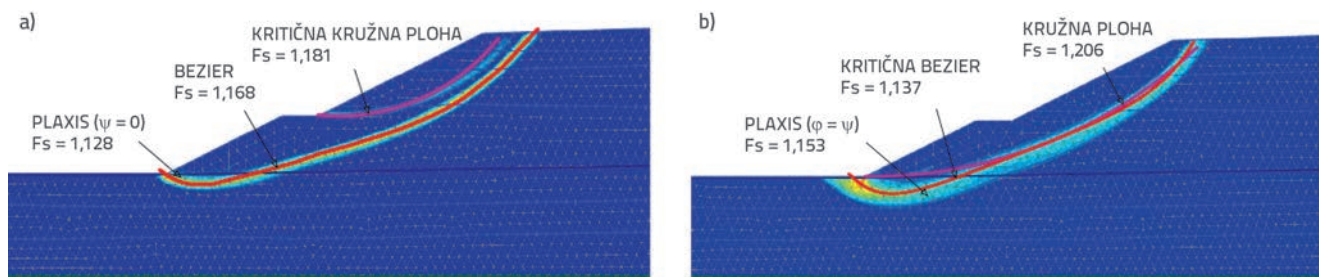 a)
KRITIČNA KRUŽNA PLOHA
Fs = 1,181
BEZIER
Fs = 1,168
PLAXIS (ψ = 0)
Fs = 1,128
b)
KRUŽNA PLOHA
Fs = 1,206
KRITIČNA BEZIER
Fs = 1,137
PLAXIS (φ = ψ)
Fs = 1,153